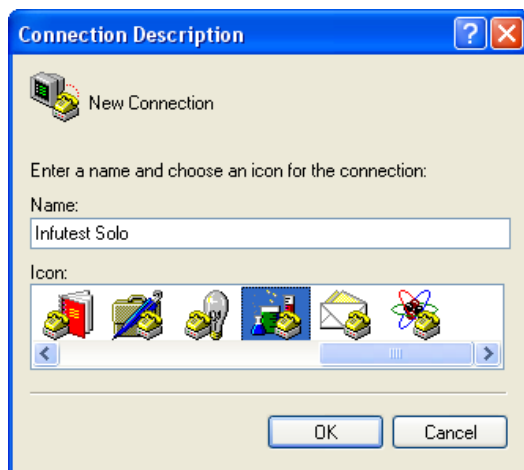 Connection Description
New Connection
Enter a name and choose an icon for the connection:
Name:
Infutest Solo
Icon:
OK
Cancel